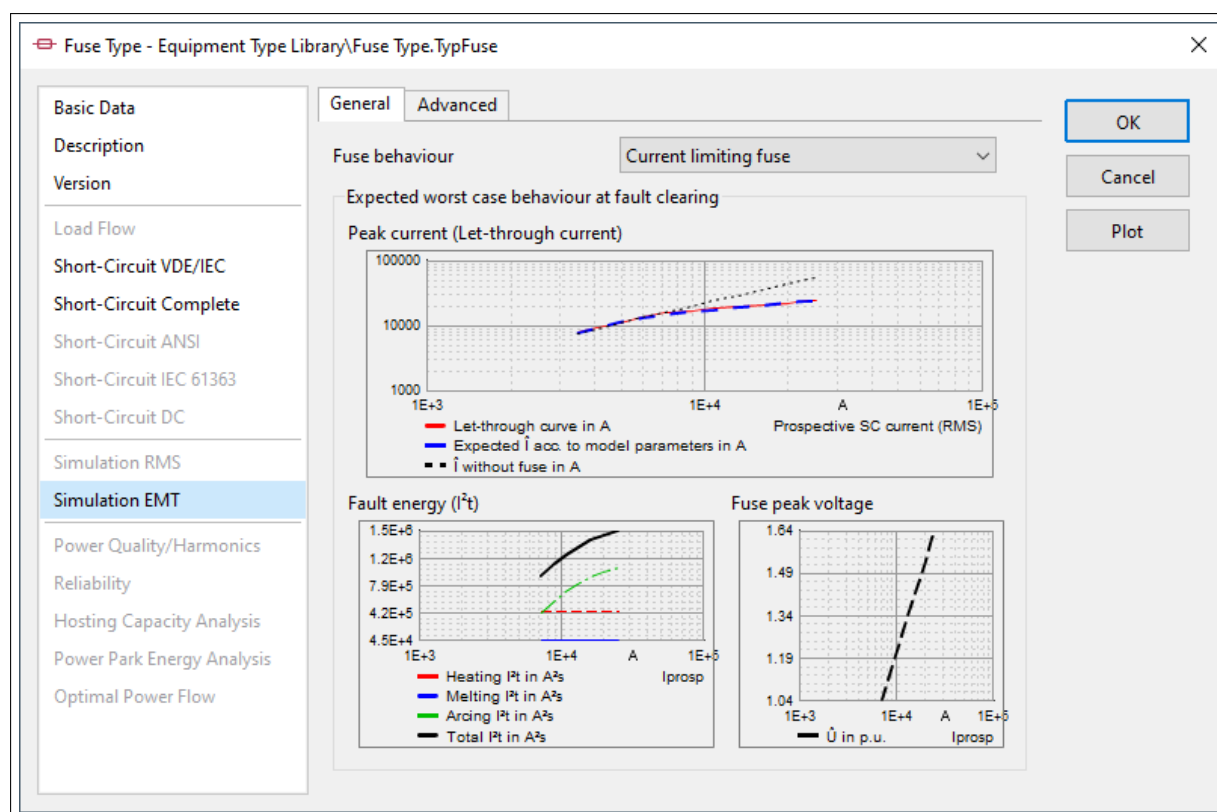 Fuse Type - Equipment Type Library\Fuse Type.TypFuse
Basic Data
Description
Version
Load Flow
Short-Circuit VDE/IEC
Short-Circuit Complete
Short-Circuit ANSI
Short-Circuit IEC 61363
Short-Circuit DC
Simulation RMS
Simulation EMT
Power Quality/Harmonics
Reliability
Hosting Capacity Analysis
Power Park Energy Analysis
Optimal Power Flow
General Advanced
Fuse behaviour Current limiting fuse
Expected worst case behaviour at fault clearing
Peak current (Let-through current)
100000
10000
1000
1E+3 1E+4 A 1E+5
Let-through curve in A Prospective SC current (RMS)
Expected Î acc. to model parameters in A
Î without fuse in A
Fault energy (I²t)
1.5E+6
1.2E+6
7.9E+5
4.2E+5
4.5E+4
1E+3 1E+4 A 1E+5
Heating I²t in A²s Iprosp
Melting I²t in A²s
Arcing I²t in A²s
Total I²t in A²s
Fuse peak voltage
1.64
1.49
1.34
1.19
1.04
1E+3 1E+4 A 1E+5
Û in p.u. Iprosp
OK
Cancel
Plot